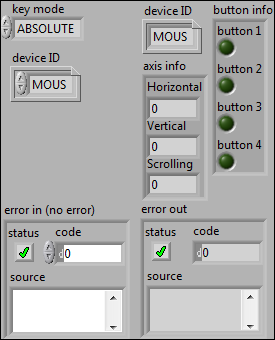 key mode
ABSOLUTE
device ID
MOUS
device ID
MOUS
axis info
Horizontal
0
Vertical
0
Scrolling
0
button info
button 1
button 2
button 3
button 4
error in (no error)
status
code
d0
source
error out
status
code
d0
source